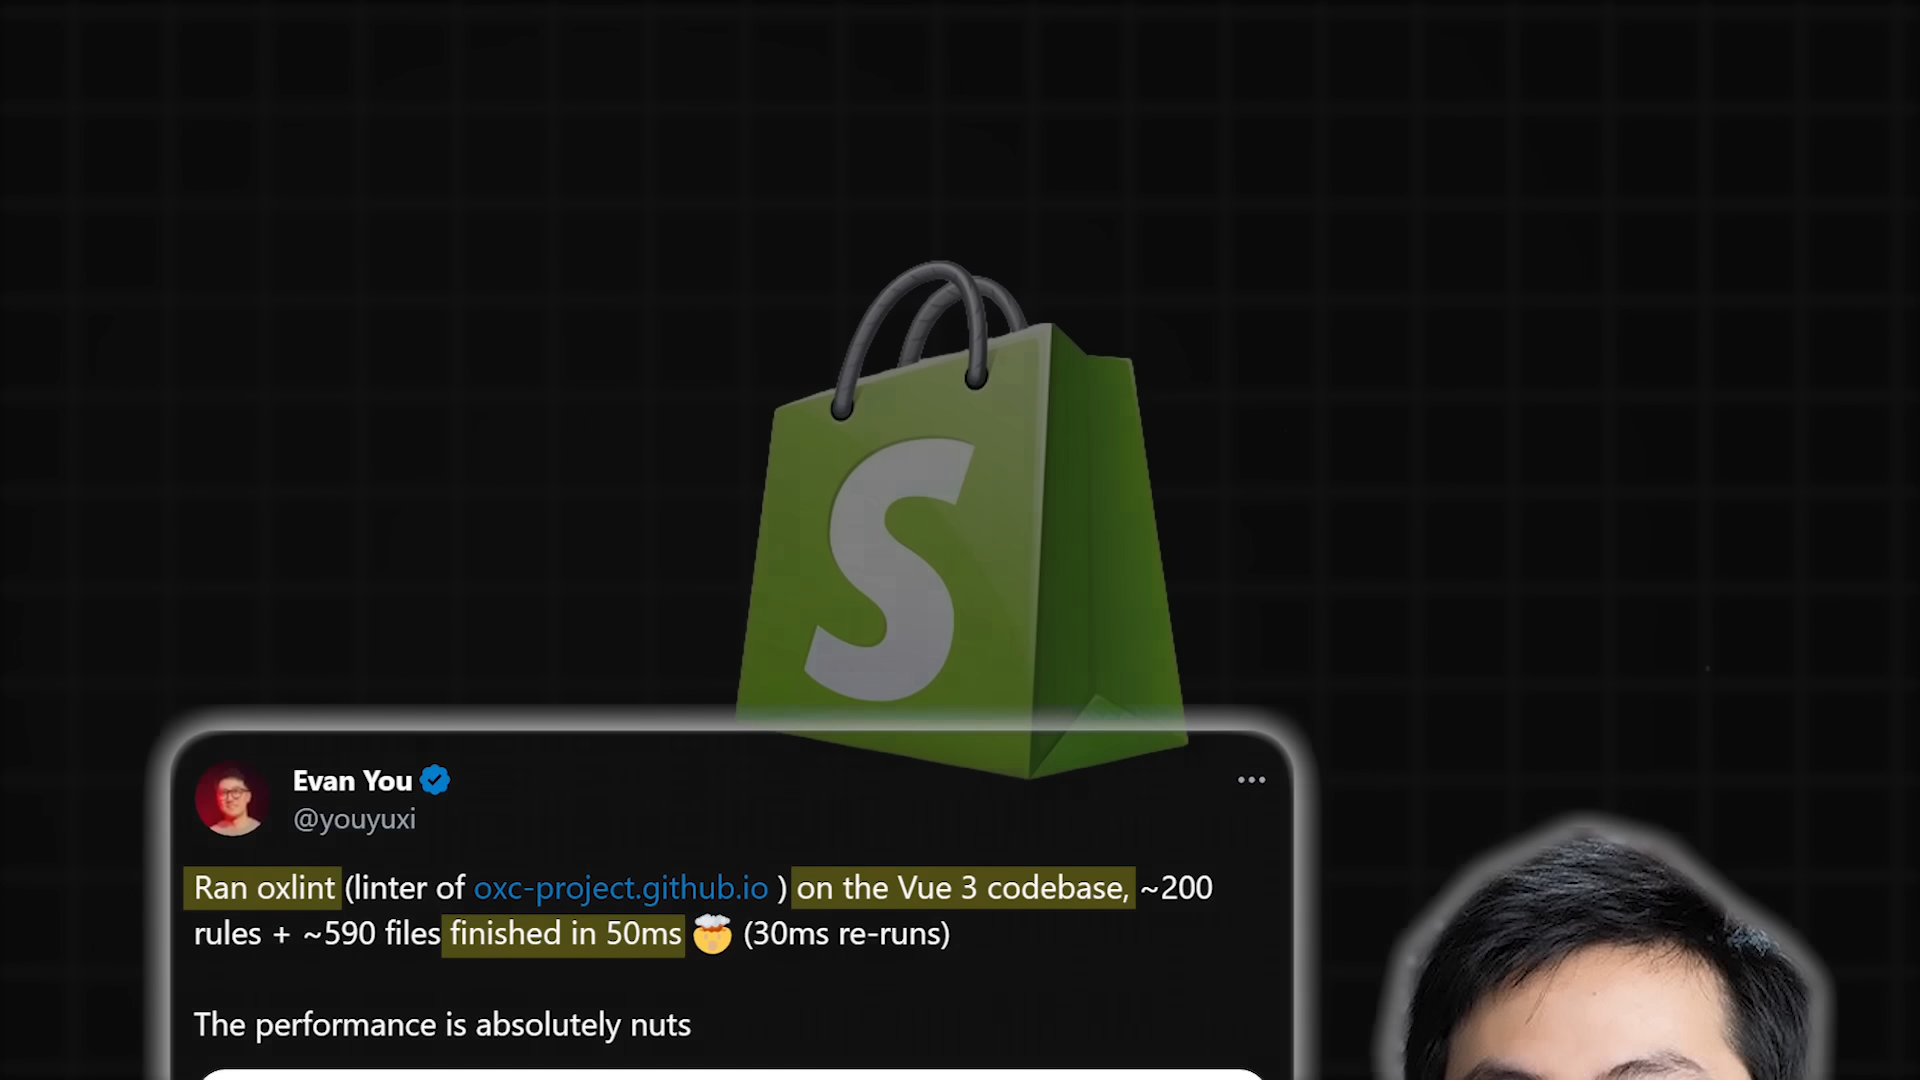 S
Evan You
@youyuxi
Ran oxlint (linter of oxc-project.github.io ) on the Vue 3 codebase, ~200
rules + ~590 files finished in 50ms 🤯 (30ms re-runs)
The performance is absolutely nuts